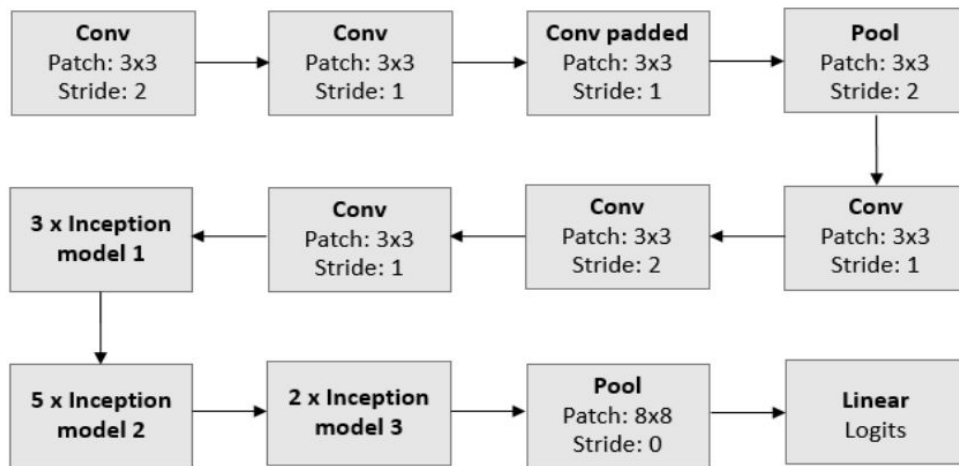 Conv
Patch: 3x3
Stride: 2
Conv
Patch: 3x3
Stride: 1
Conv padded
Patch: 3x3
Stride: 1
Pool
Patch: 3x3
Stride: 2
Conv
Patch: 3x3
Stride: 1
Conv
Patch: 3x3
Stride: 2
Conv
Patch: 3x3
Stride: 1
3 x Inception
model 1
5 x Inception
model 2
2 x Inception
model 3
Pool
Patch: 8x8
Stride: 0
Linear
Logits